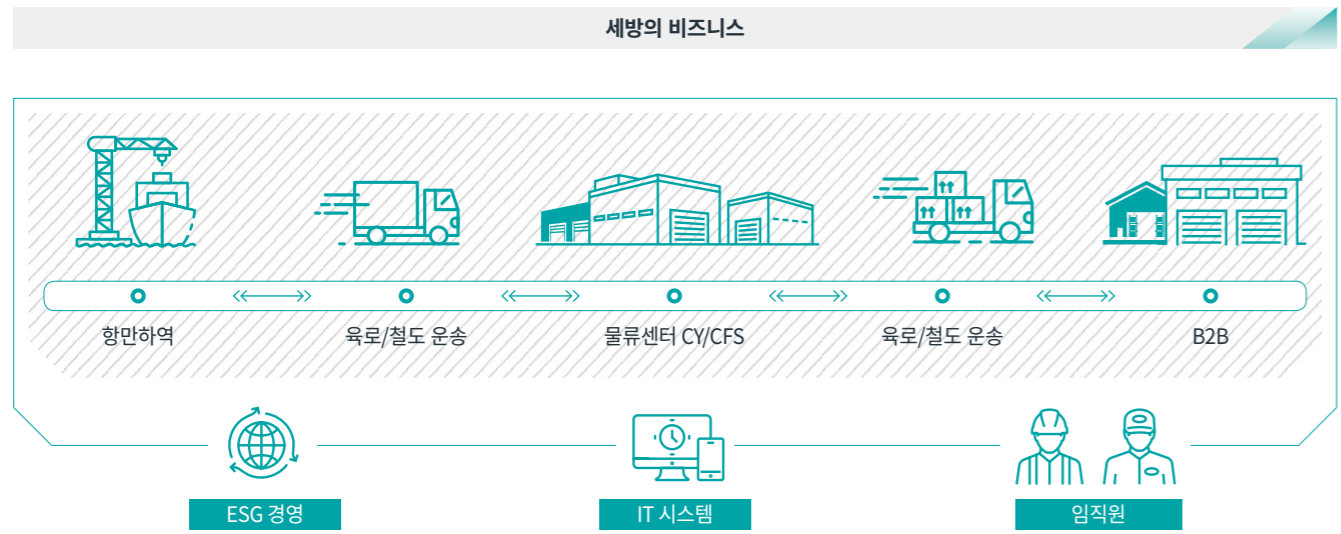 세방의 비즈니스
항만하역
육로/철도 운송
물류센터 CY/CFS
육로/철도 운송
B2B
ESG 경영
IT 시스템
임직원